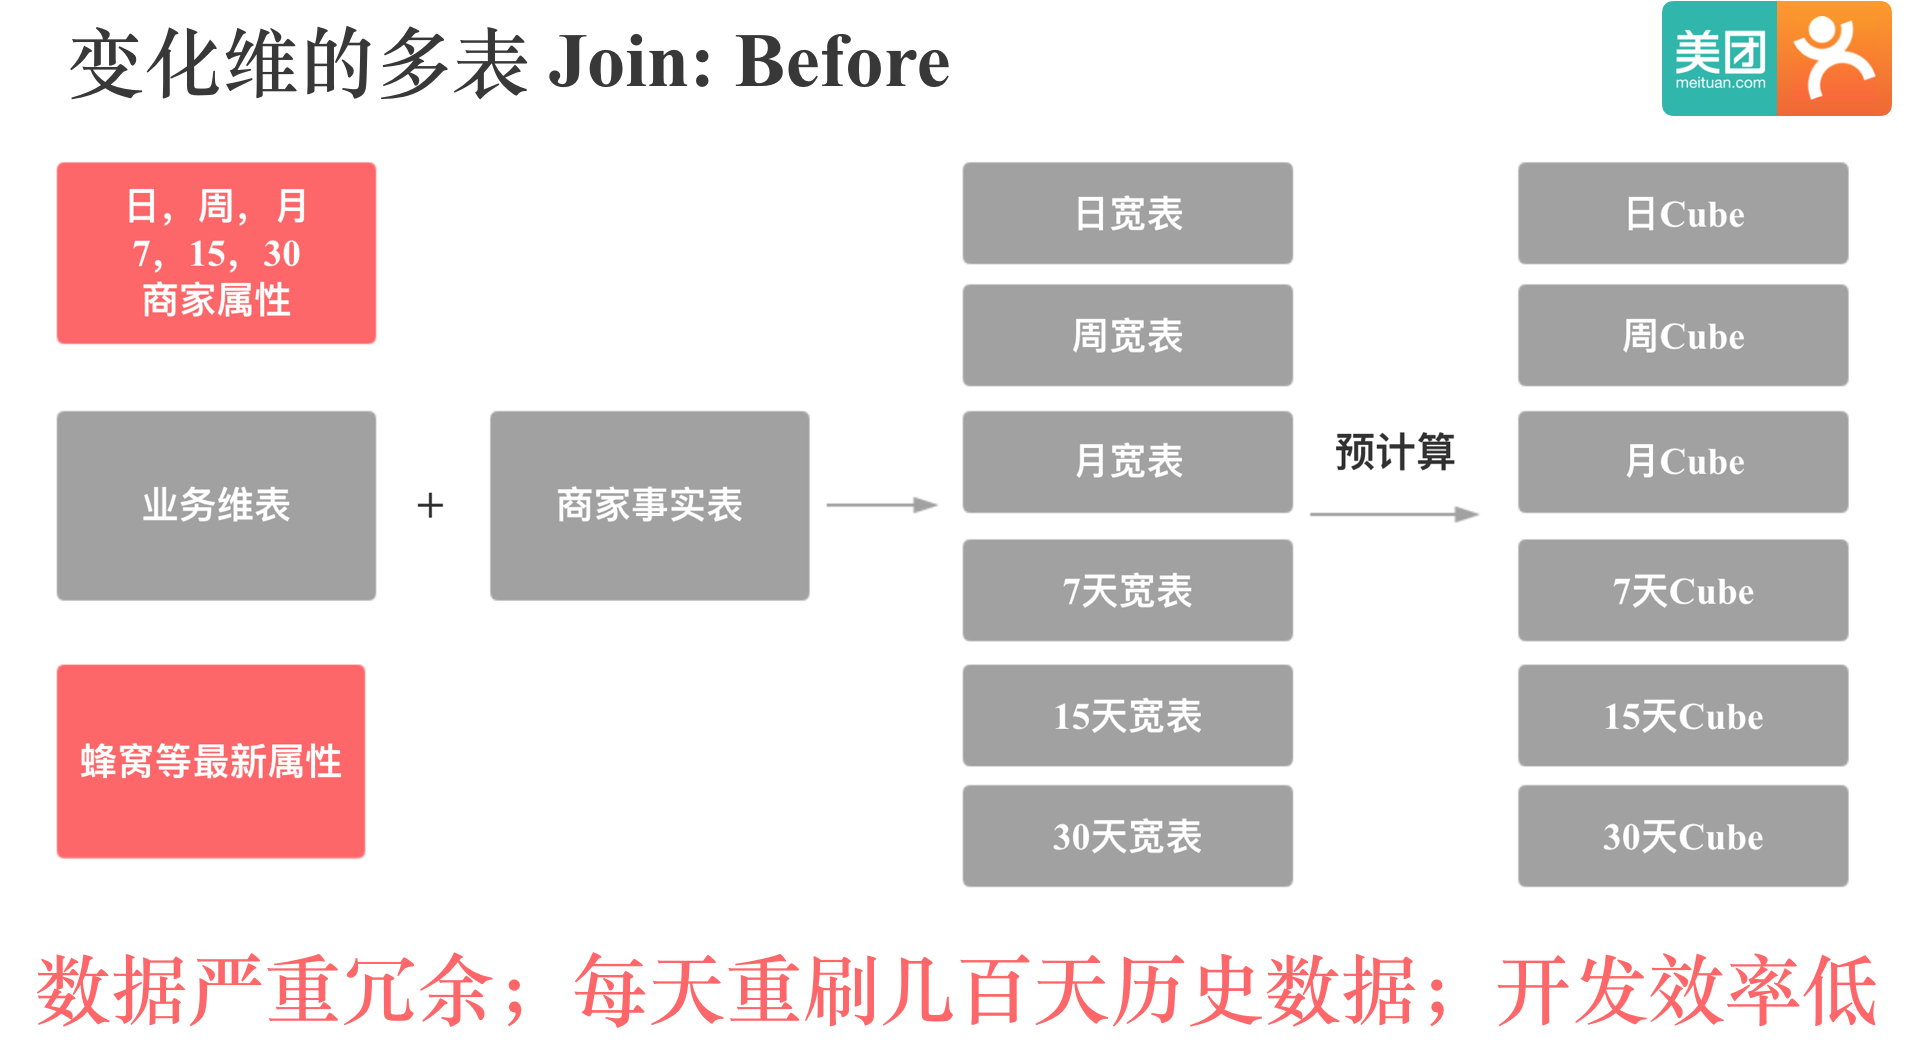 变化维的多表 Join: Before
美团
meituan.com
日，周，月
7，15，30
商家属性
业务维表
+
商家事实表
蜂窝等最新属性
日宽表
周宽表
月宽表
7天宽表
15天宽表
30天宽表
预计算
日Cube
周Cube
月Cube
7天Cube
15天Cube
30天Cube
数据严重冗余；每天重刷几百天历史数据；开发效率低